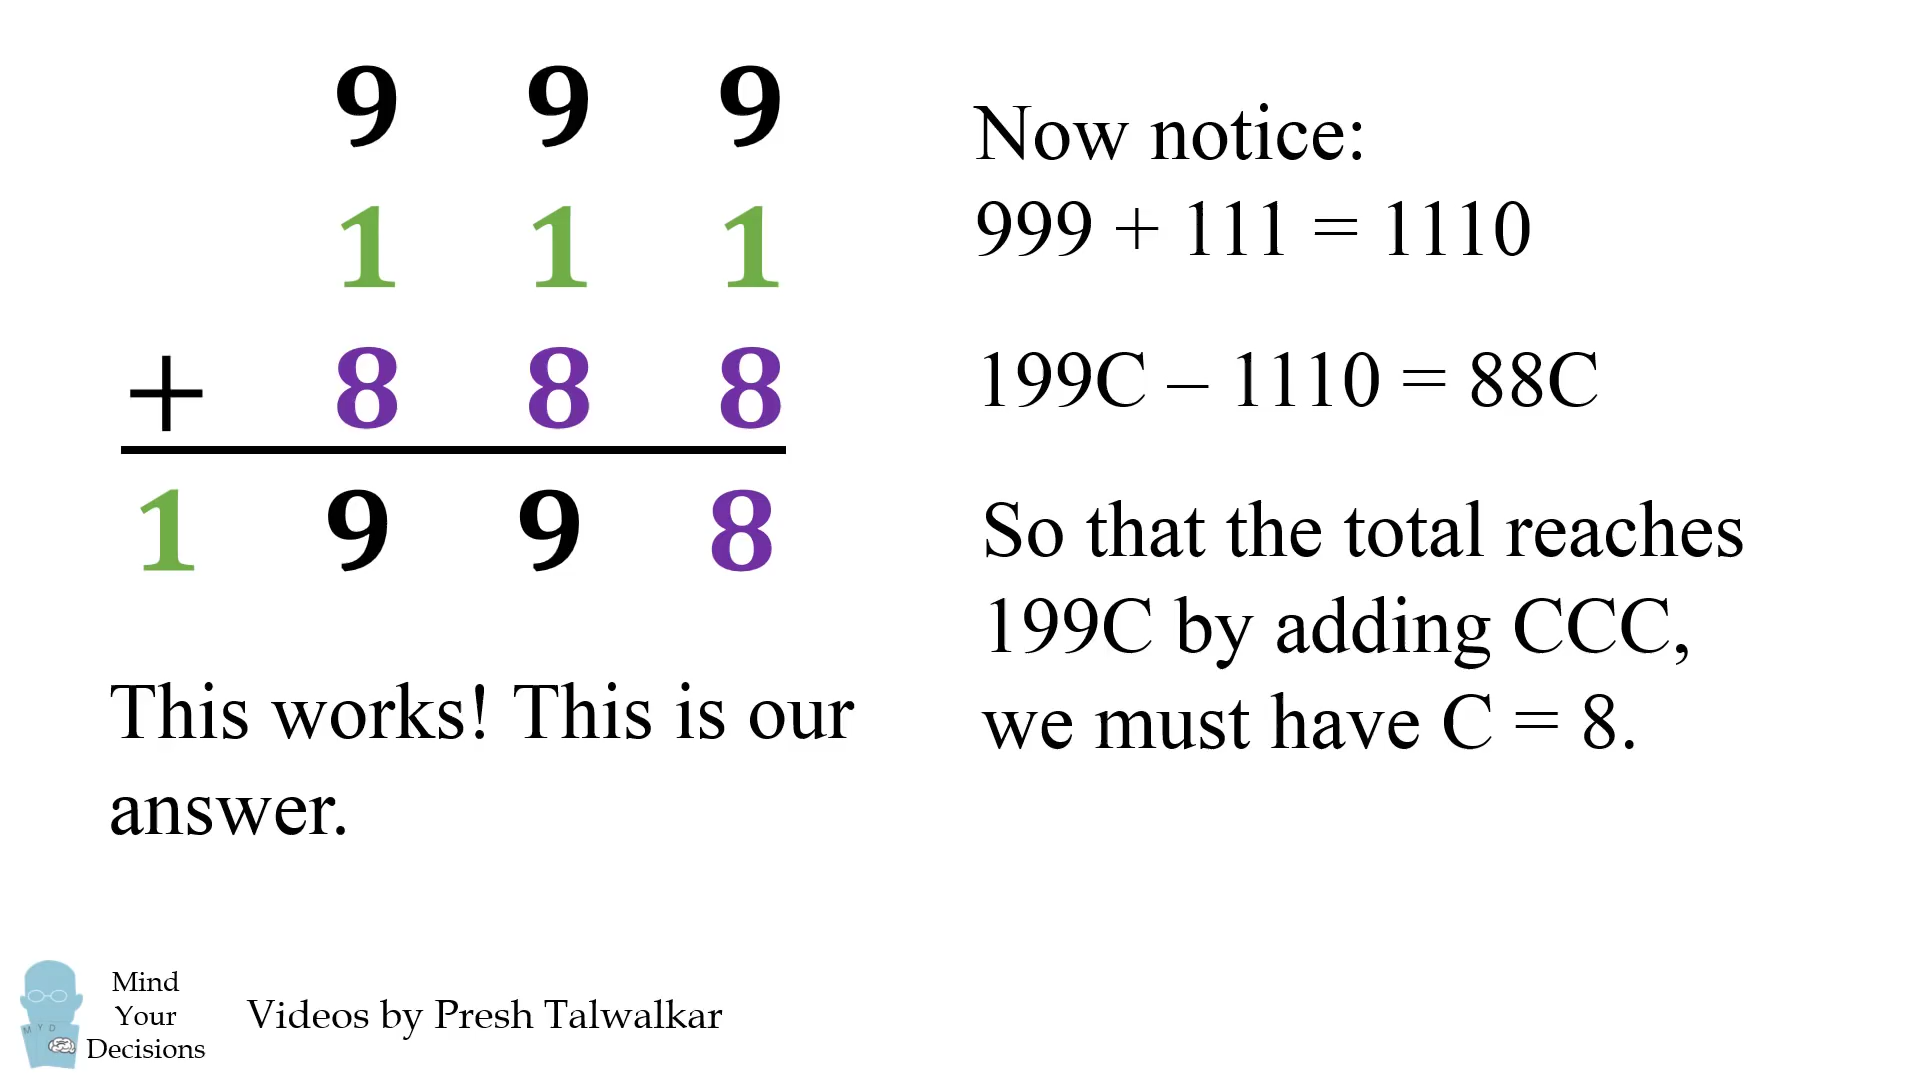 9 9 9
1 1 1
+ 8 8 8
1 9 9 8
This works! This is our
answer.
Now notice:
999 + 111 = 1110
199C – 1110 = 88C
So that the total reaches
199C by adding CCC,
we must have C = 8.
M Y D
Mind
Your
Decisions
Videos by Presh Talwalkar